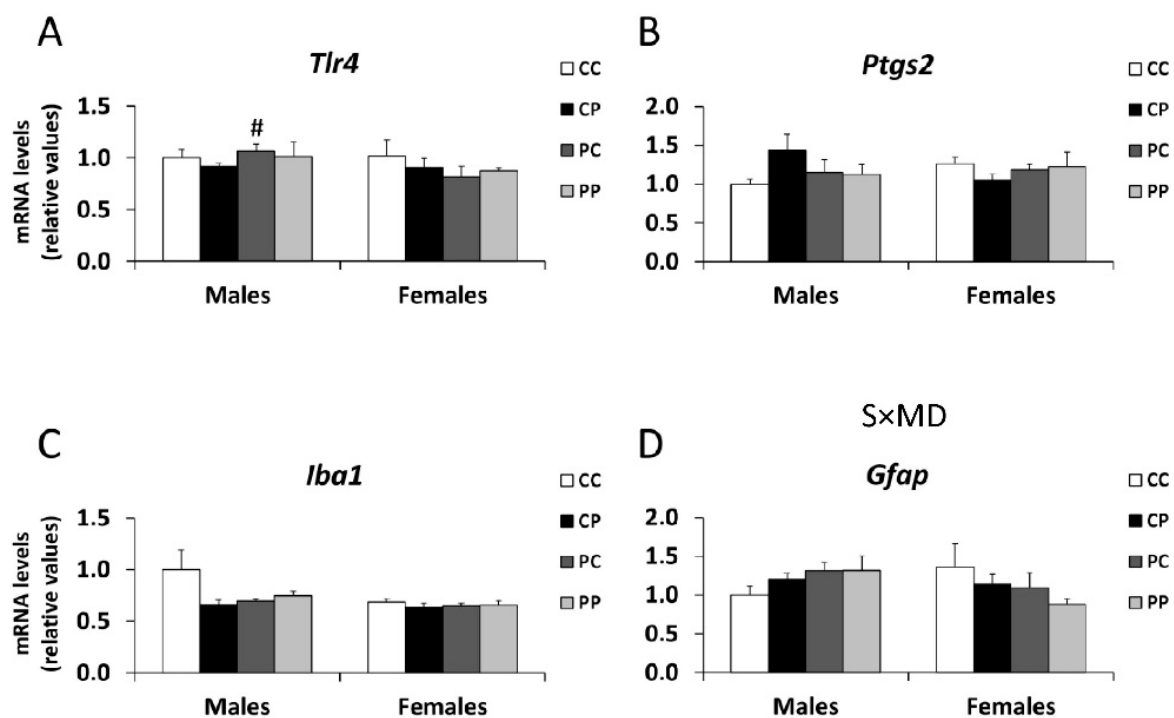 A
Tlr4
mRNA levels
(relative values)
1.5
1.0
0.5
0.0
#
Males
Females
CC
CP
PC
PP
B
Ptgs2
2.0
1.5
1.0
0.5
0.0
Males
Females
CC
CP
PC
PP
C
Iba1
mRNA levels
(relative values)
1.5
1.0
0.5
0.0
Males
Females
CC
CP
PC
PP
S×MD
D
Gfap
2.0
1.5
1.0
0.5
0.0
Males
Females
CC
CP
PC
PP